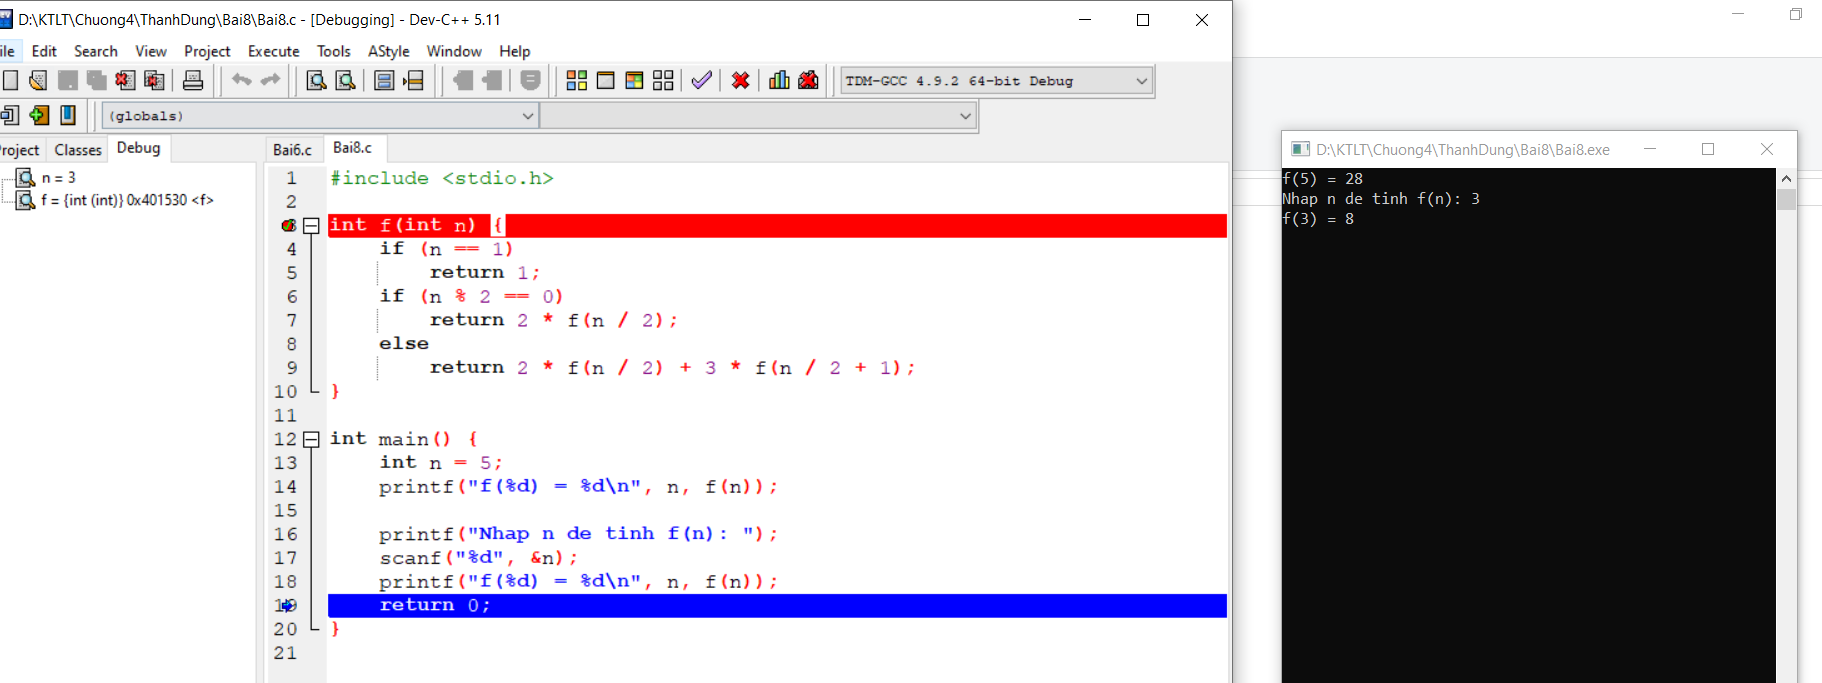 D:\KTLT\Chuong4\ThanhDung\Bai8\Bai8.c - [Debugging] - Dev-C++ 5.11
ile Edit Search View Project Execute Tools AStyle Window Help
TDM-GCC 4.9.2 64-bit Debug
(globals)
roject Classes Debug
n = 3
f = {int (int)} 0x401530 <f>
Bai6.c Bai8.c
1 #include <stdio.h>
2
int f(int n) {
4 if (n == 1)
5 return 1;
6 if (n % 2 == 0)
7 return 2 * f(n / 2);
8 else
9 return 2 * f(n / 2) + 3 * f(n / 2 + 1);
10 }
11
12 int main() {
13 int n = 5;
14 printf("f(%d) = %d\n", n, f(n));
15
16 printf("Nhap n de tinh f(n): ");
17 scanf("%d", &n);
18 printf("f(%d) = %d\n", n, f(n));
19 return 0;
20 }
21
D:\KTLT\Chuong4\ThanhDung\Bai8\Bai8.exe
f(5) = 28
Nhap n de tinh f(n): 3
f(3) = 8